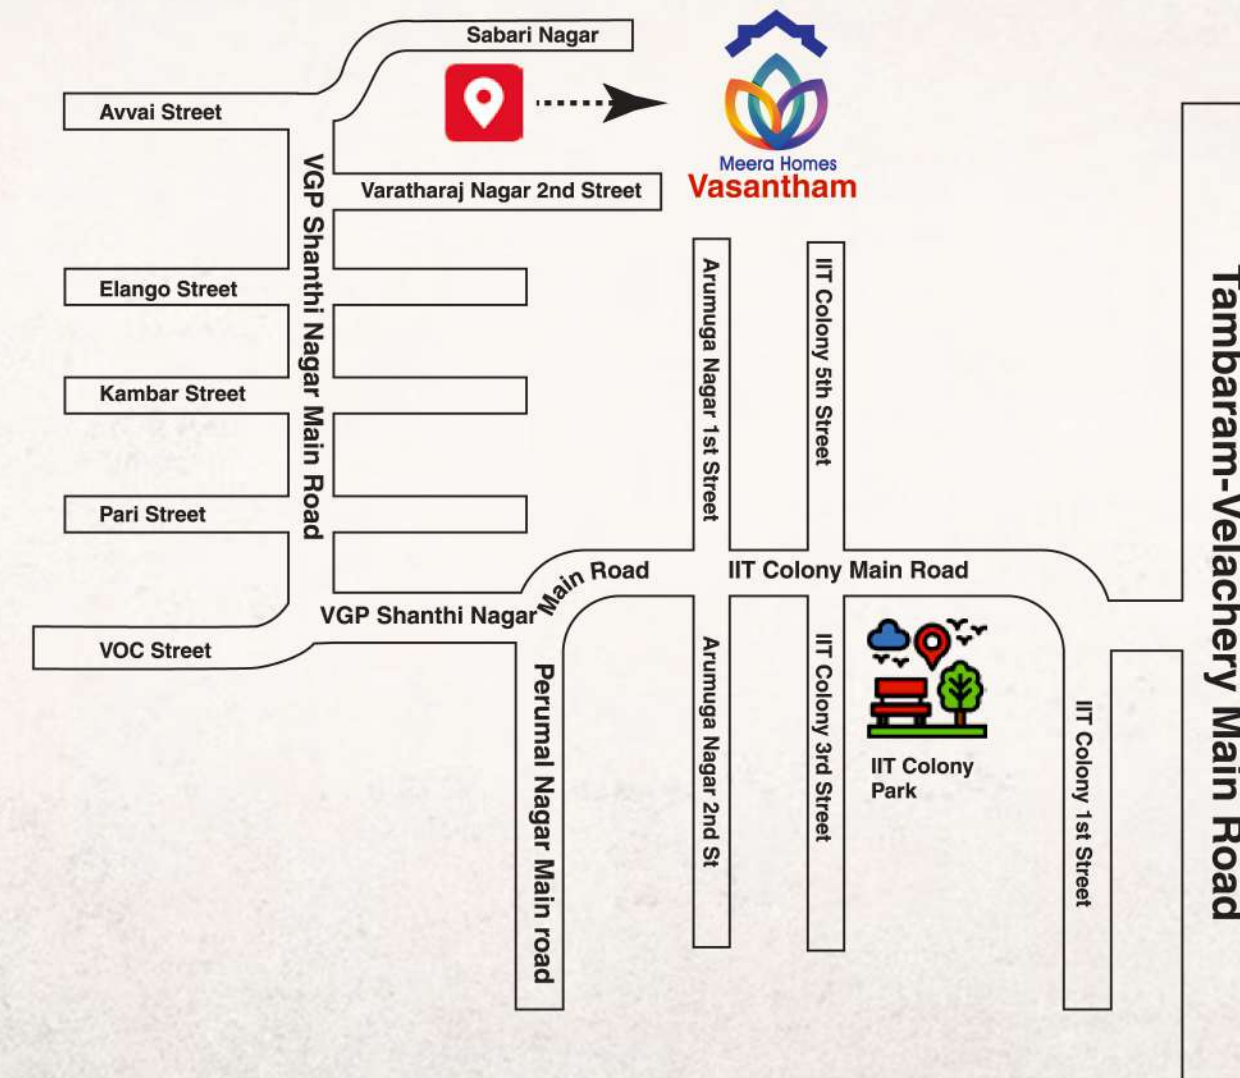 Sabari Nagar
Avvai Street
Meera Homes
Vasantham
Varatharaj Nagar 2nd Street
VGP Shanthi Nagar Main Road
Elango Street
Kambar Street
Pari Street
VOC Street
VGP Shanthi Nagar Main Road
Perumal Nagar Main road
Arumuga Nagar 1st Street
IIT Colony 5th Street
IIT Colony Main Road
Arumuga Nagar 2nd St
IIT Colony 3rd Street
IIT Colony
Park
IIT Colony 1st Street
Tambaram-Velachery Main Road